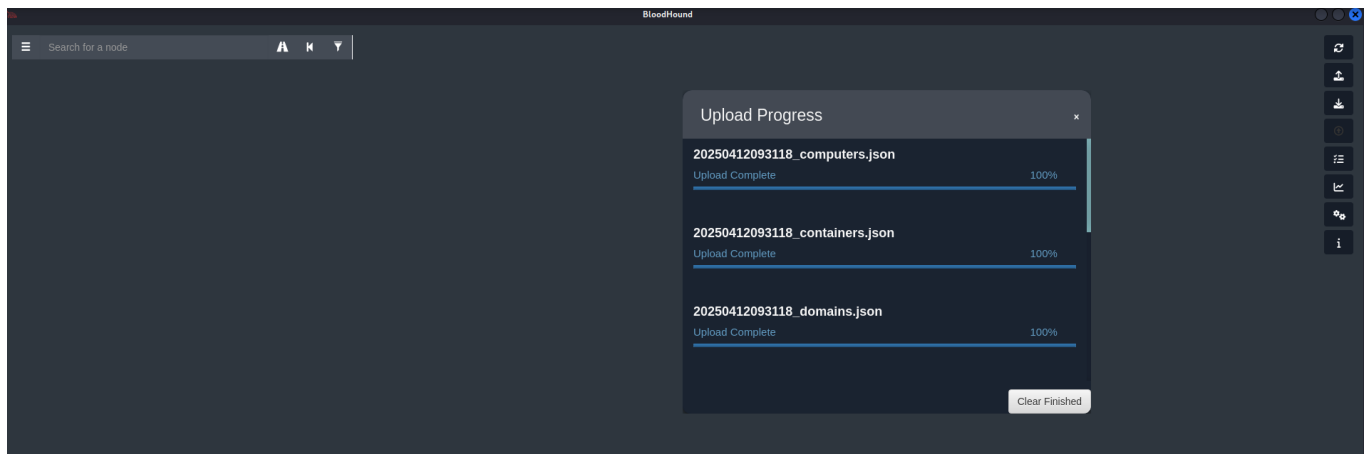 BloodHound
Search for a node
Upload Progress
20250412093118_computers.json
Upload Complete 100%
20250412093118_containers.json
Upload Complete 100%
20250412093118_domains.json
Upload Complete 100%
Clear Finished